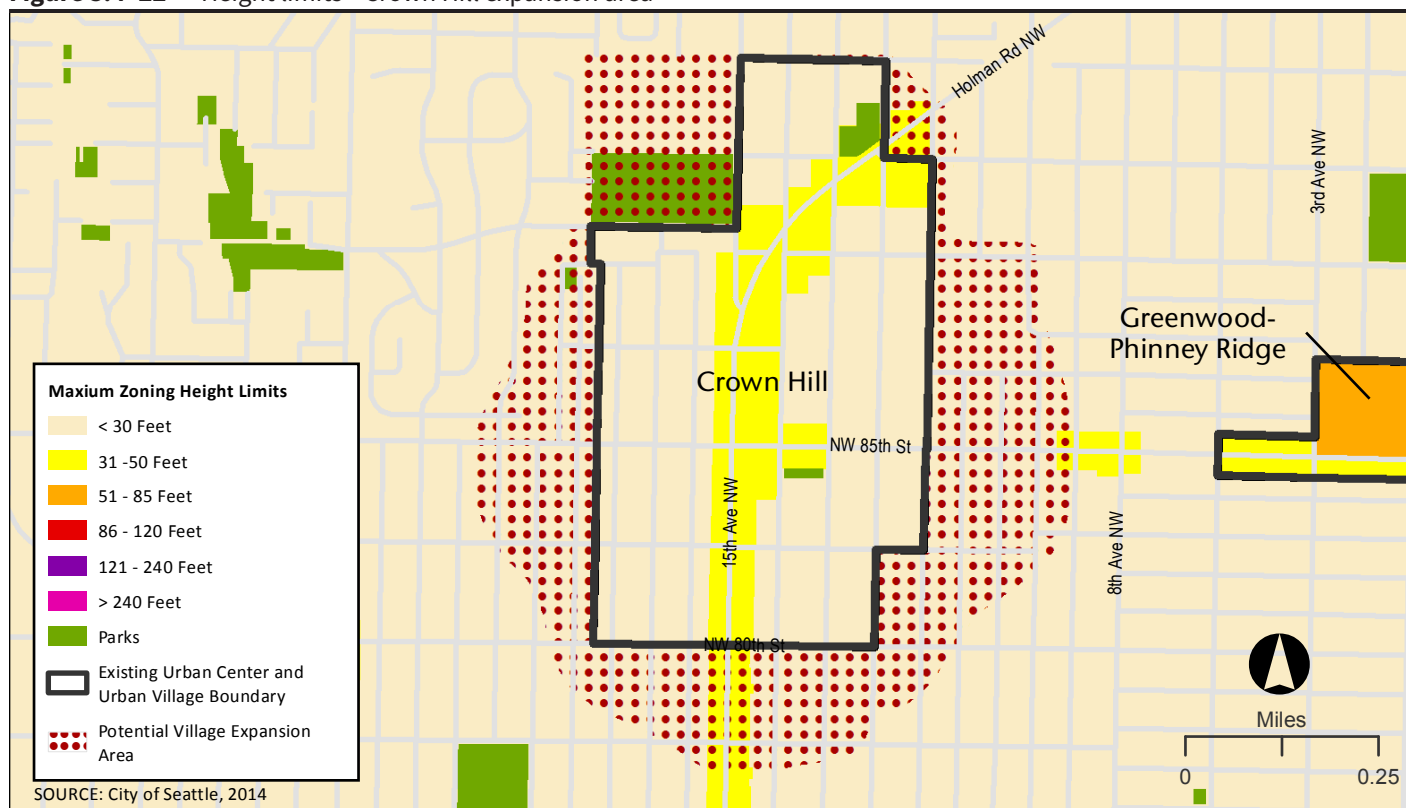 Holman Rd NW
3rd Ave NW
Greenwood-
Phinney Ridge
Crown Hill
NW 85th St
15th Ave NW
8th Ave NW
NW 80th St
Maxium Zoning Height Limits
< 30 Feet
31 -50 Feet
51 - 85 Feet
86 - 120 Feet
121 - 240 Feet
> 240 Feet
Parks
Existing Urban Center and
Urban Village Boundary
Potential Village Expansion
Area
Miles
0 0.25
SOURCE: City of Seattle, 2014